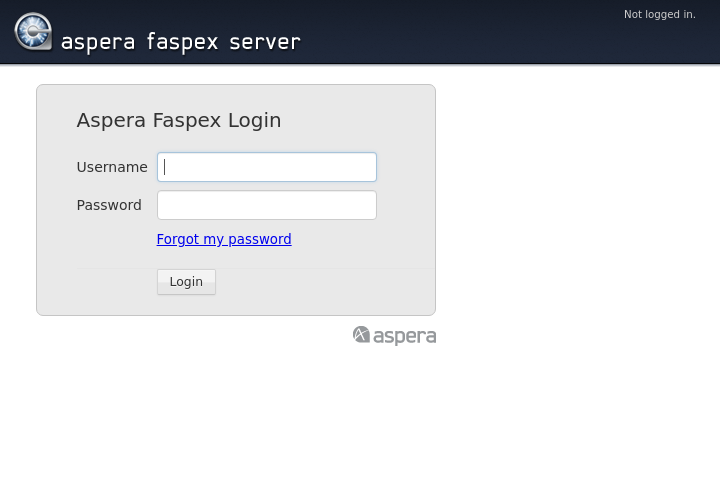 Not logged in.
aspera faspex server
Aspera Faspex Login
Username
Password
Forgot my password
Login
aspera